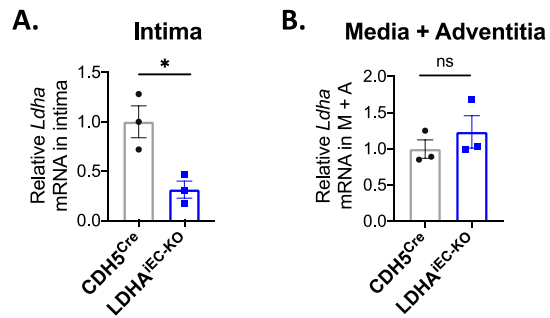 A.
Intima
*
Relative Ldha
mRNA in intima
1.5
1.0
0.5
0.0
CDH5Cre
LDHAiEC-KO
B.
Media + Adventitia
ns
Relative Ldha
mRNA in M + A
2.0
1.5
1.0
0.5
0.0
CDH5Cre
LDHAiEC-KO